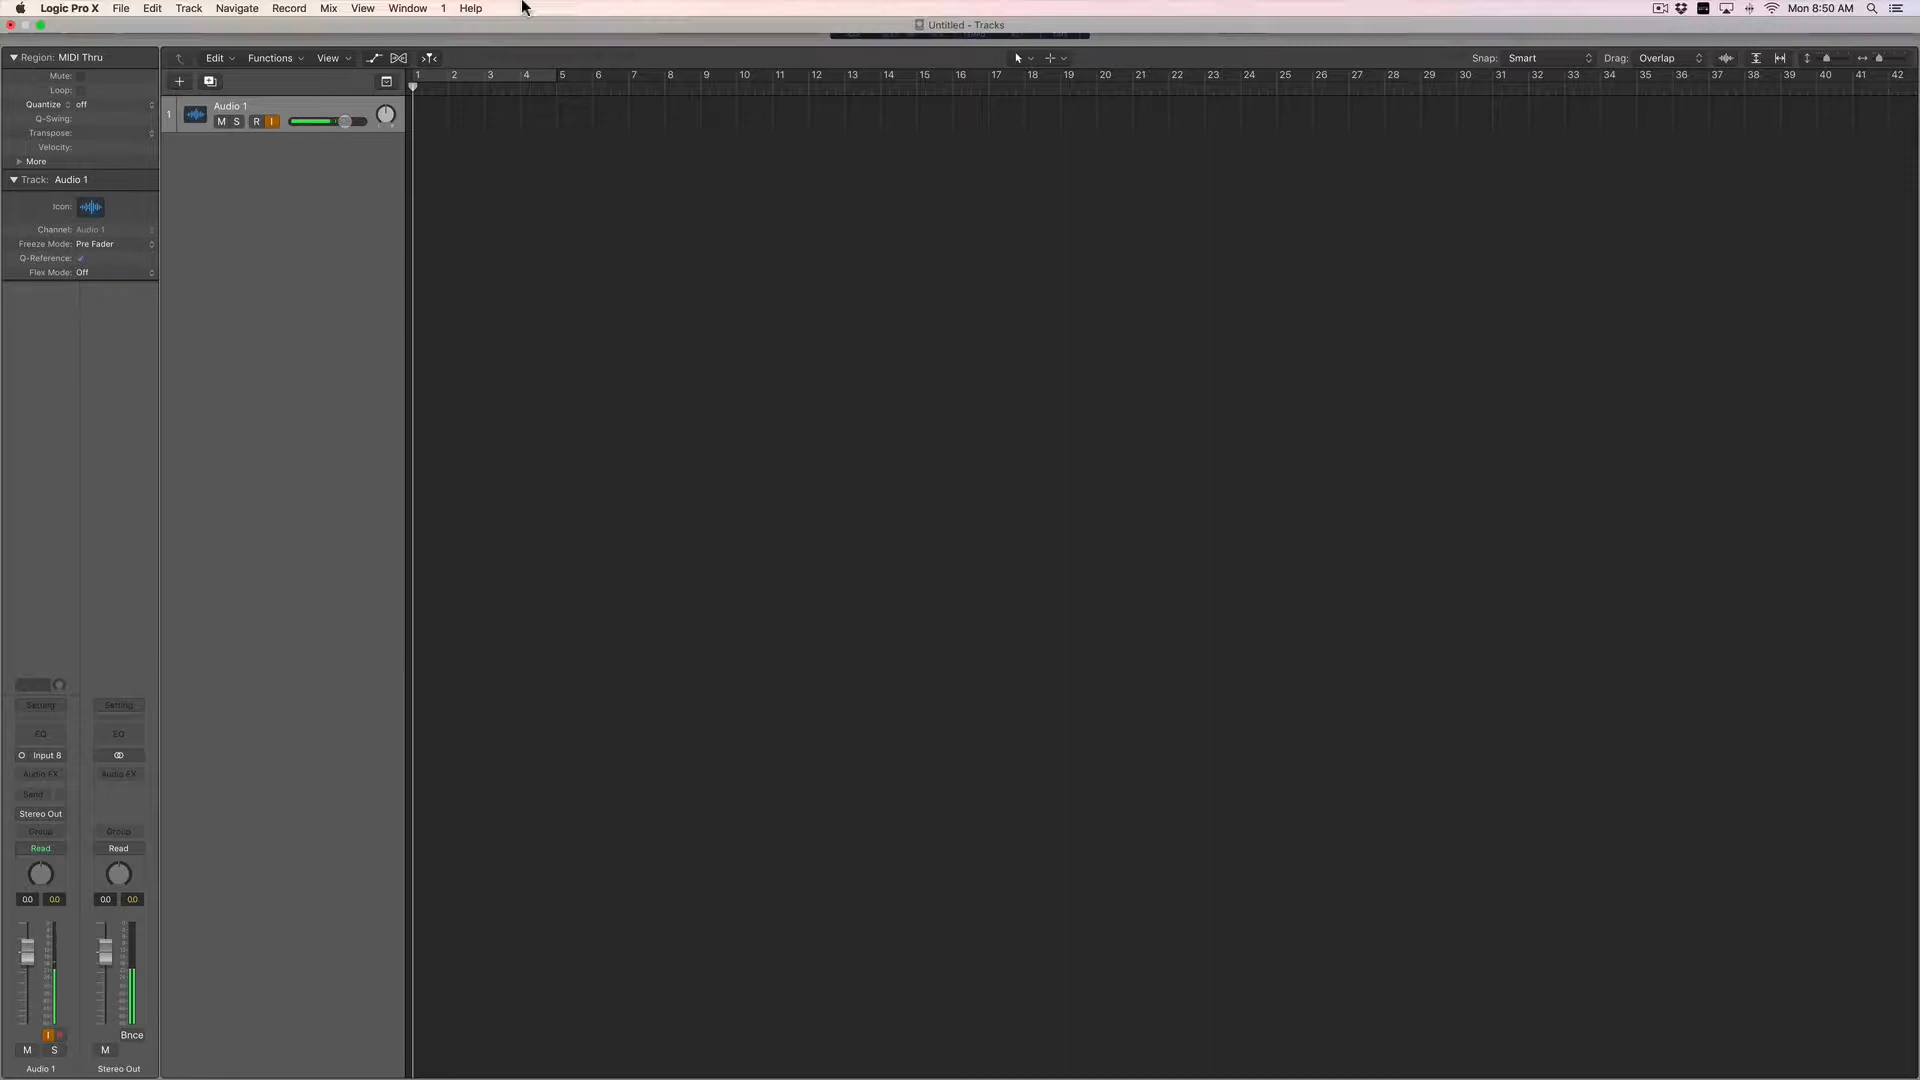 Logic Pro X File Edit Track Navigate Record Mix View Window 1 Help Mon 8:50 AM
Untitled - Tracks
Region: MIDI Thru
Edit Functions View Snap: Smart Drag: Overlap
Mute:
Loop:
Quantize off
Q-Swing:
Transpose:
Velocity:
More
1 2 3 4 5 6 7 8 9 10 11 12 13 14 15 16 17 18 19 20 21 22 23 24 25 26 27 28 29 30 31 32 33 34 35 36 37 38 39 40 41 42
1 Audio 1
M S R I
Track: Audio 1
Icon:
Channel: Audio 1
Freeze Mode: Pre Fader
Q-Reference:
Flex Mode: Off
Setting Setting
EQ EQ
Input 8
Audio FX Audio FX
Send
Stereo Out
Group Group
Read Read
0.0 0.0 0.0 0.0
I R Bnce
M S M
Audio 1 Stereo Out